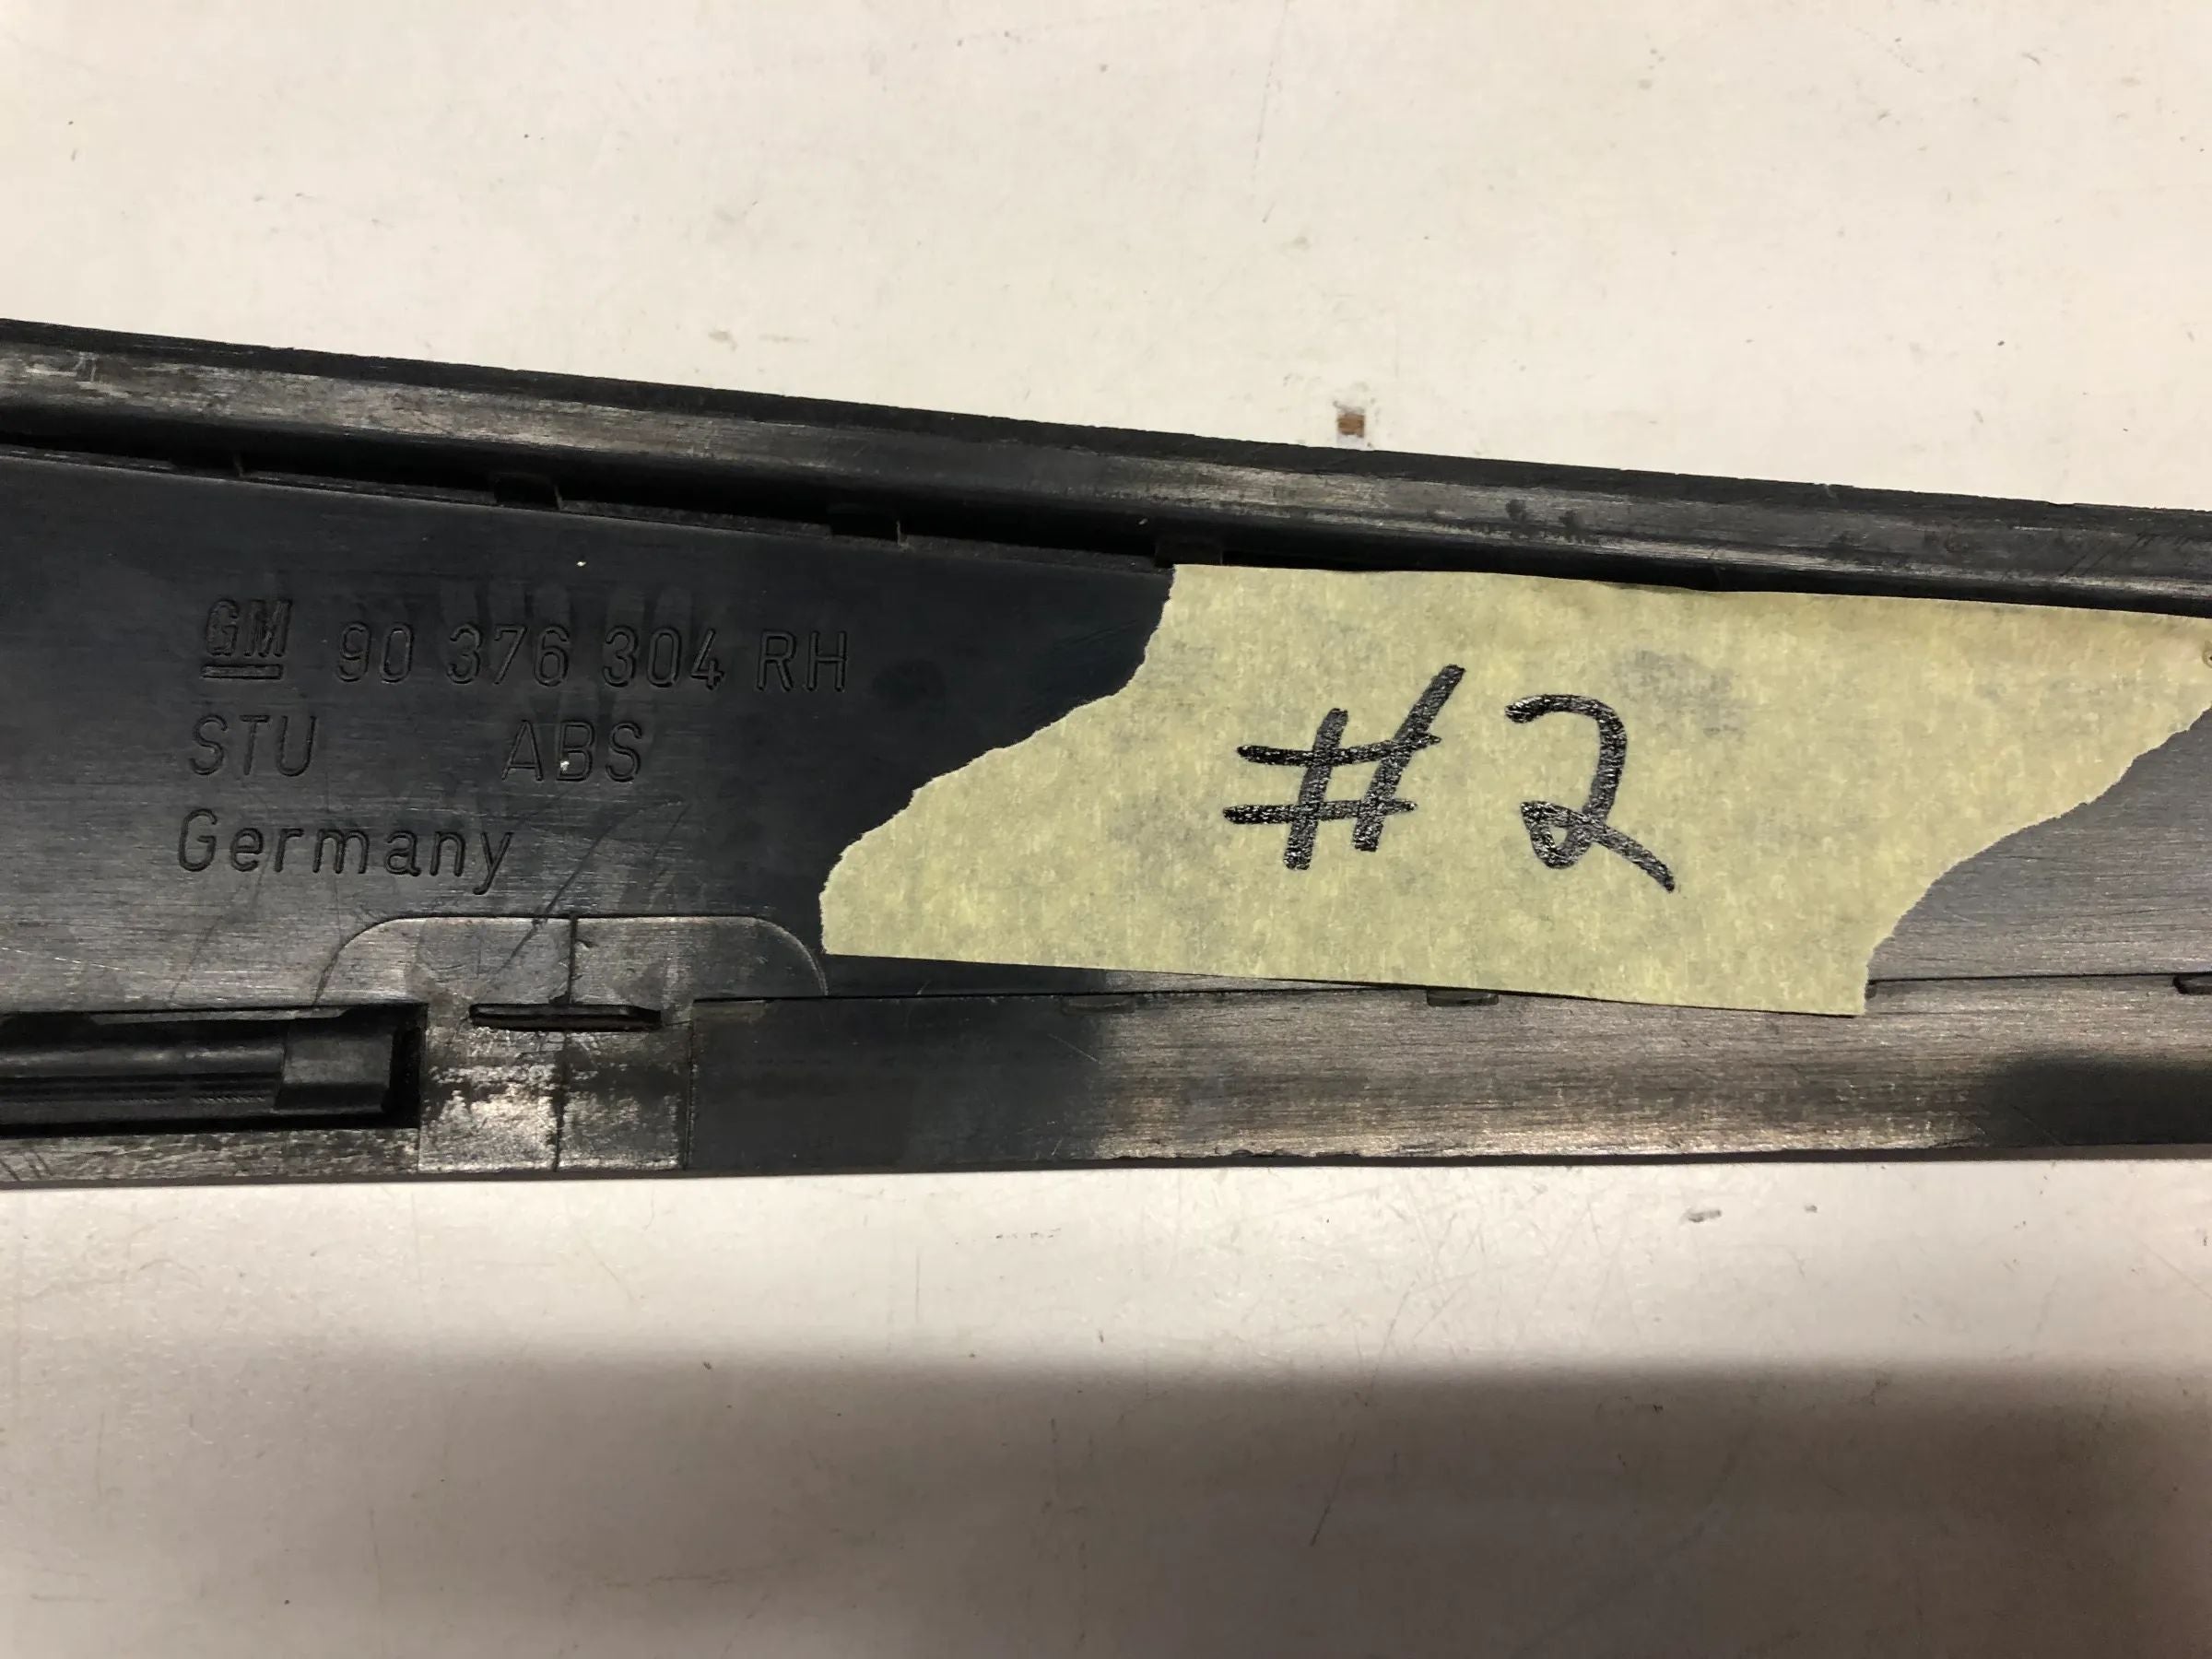 GM 90 376 304 RH
STU ABS
Germany
#2